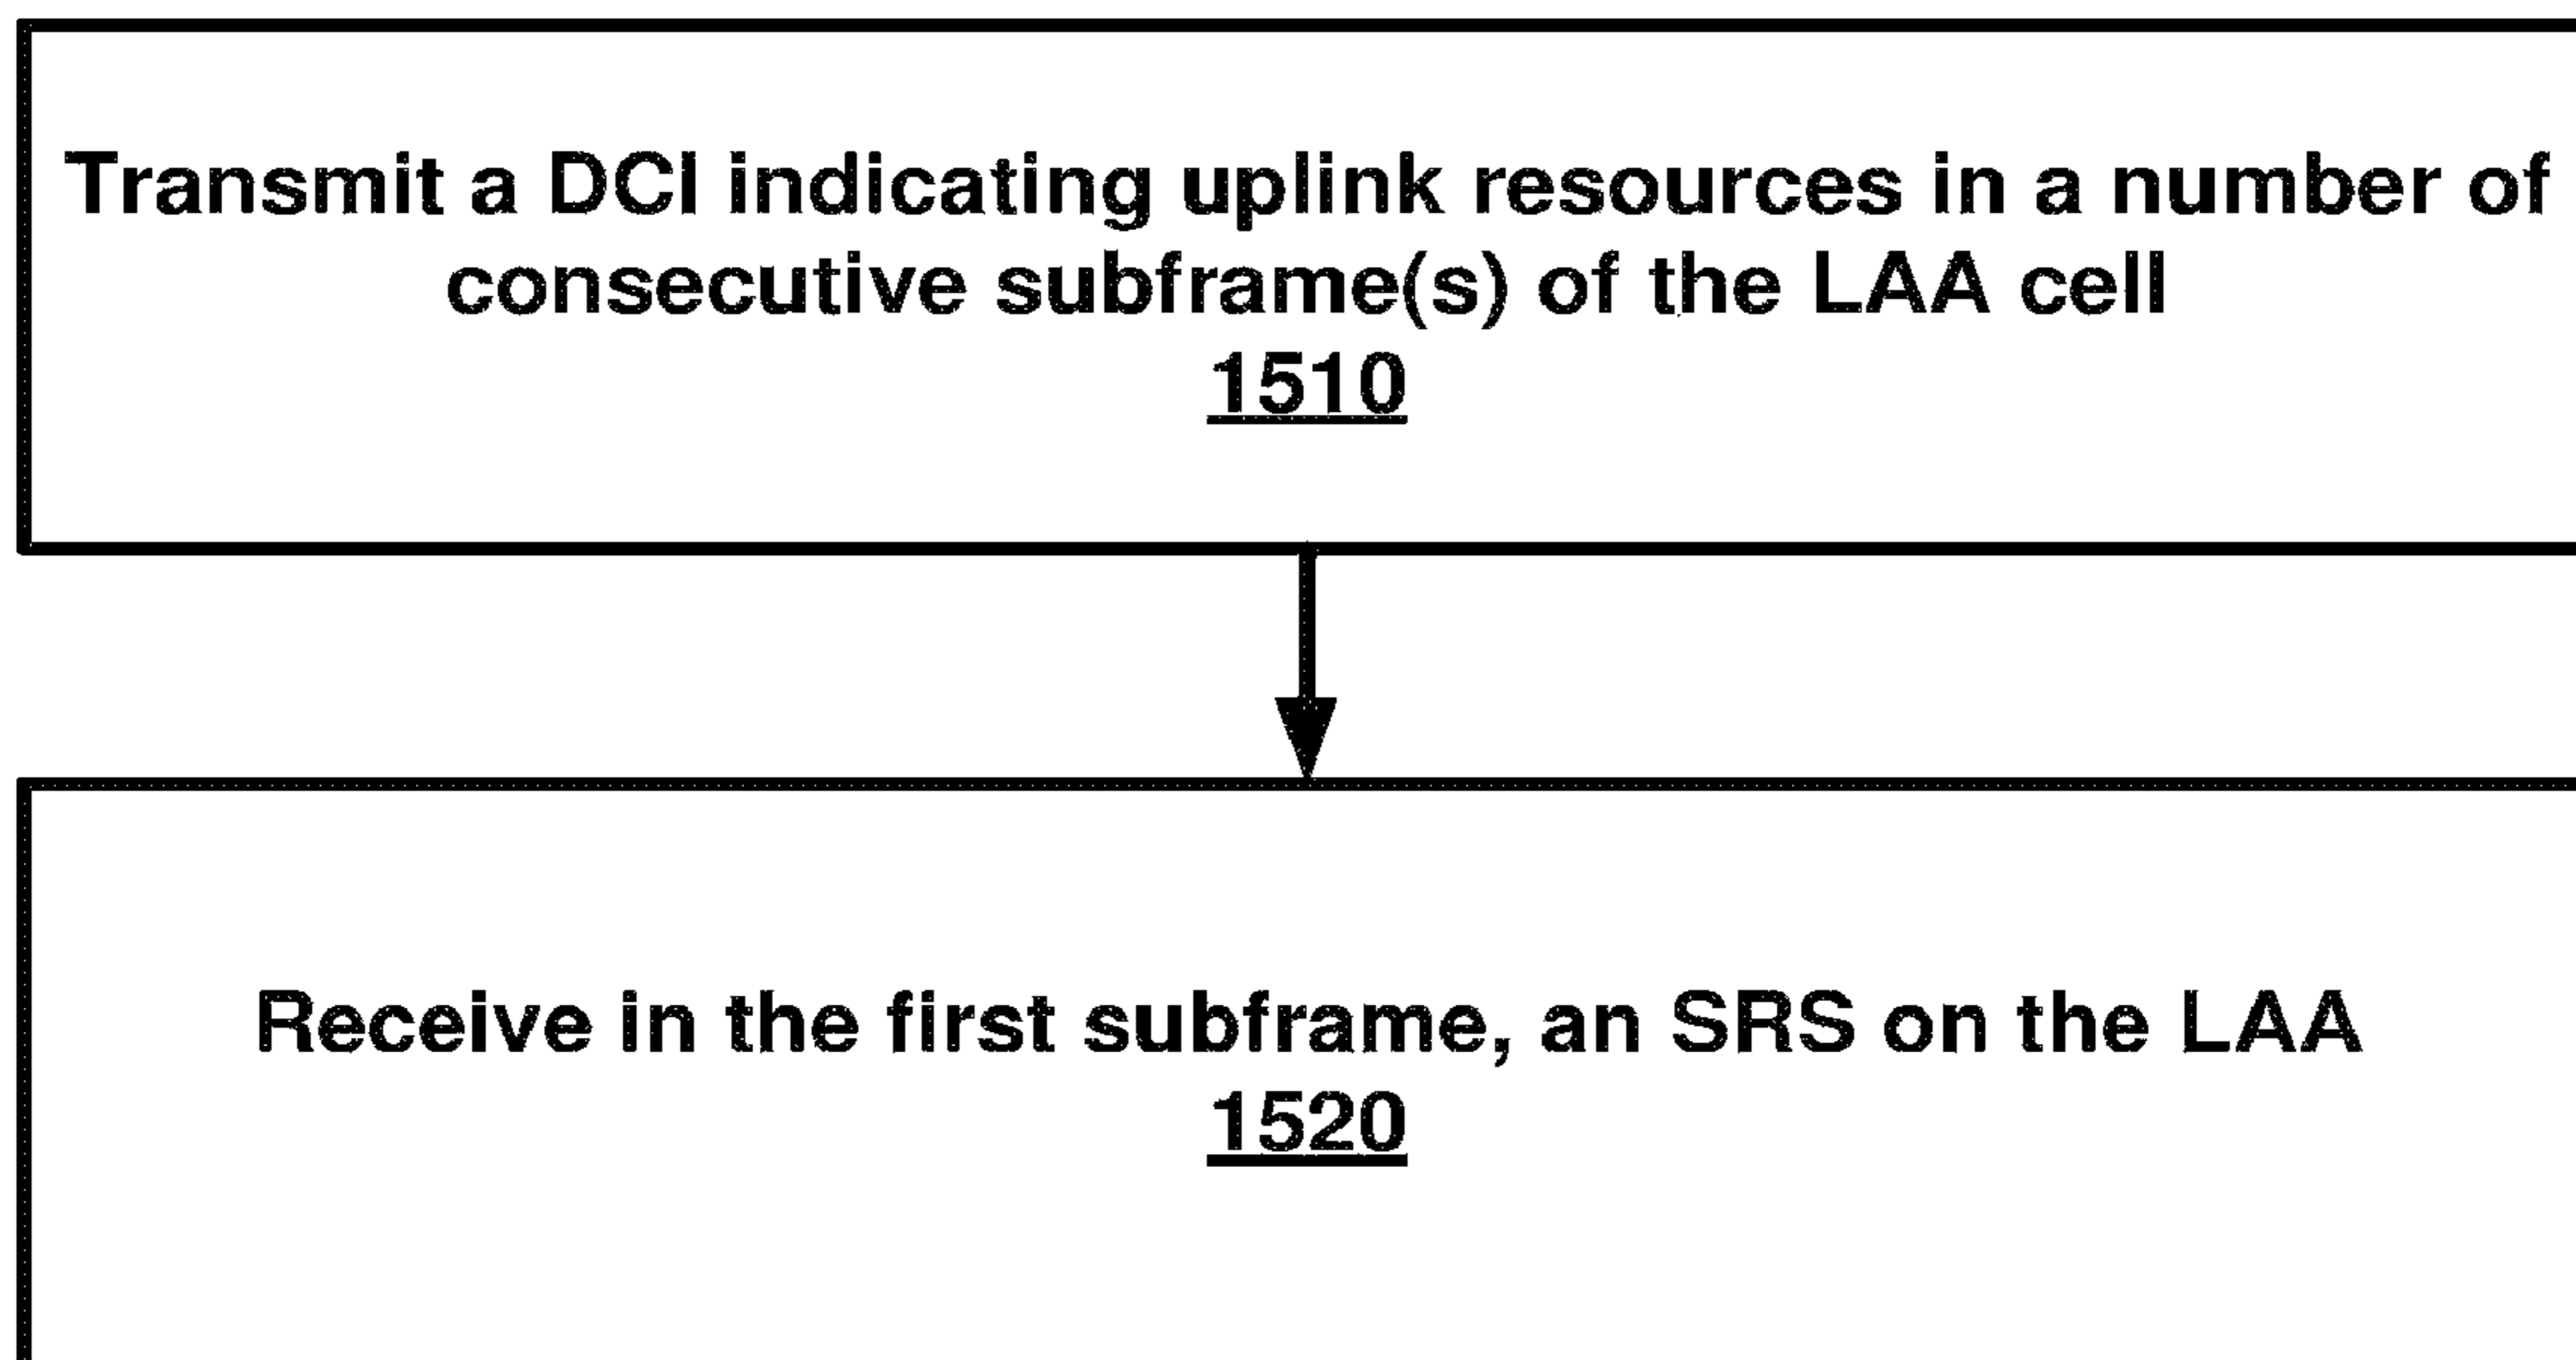 Transmit a DCI indicating uplink resources in a number of
consecutive subframe(s) of the LAA cell
1510
Receive in the first subframe, an SRS on the LAA
1520